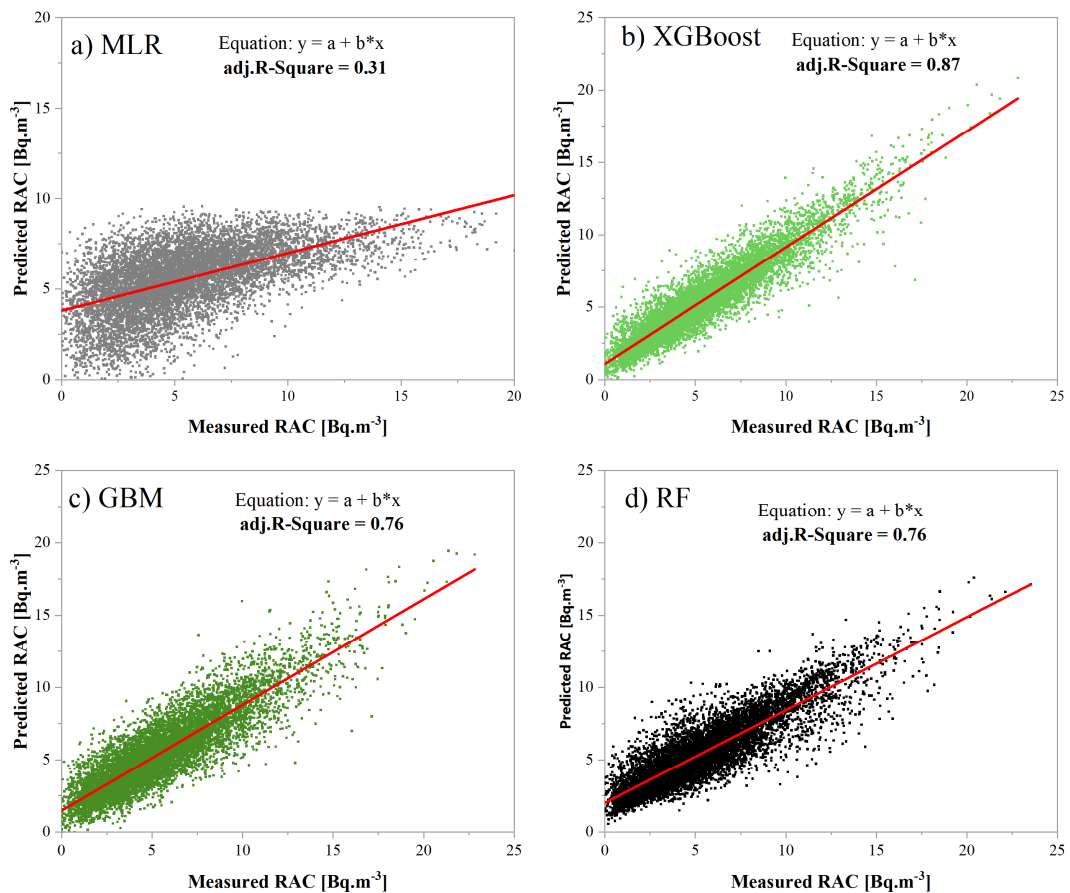 a) MLR
Equation: y = a + b*x
adj.R-Square = 0.31
Predicted RAC [Bq.m⁻³]
20
15
10
5
0
0 5 10 15 20
Measured RAC [Bq.m⁻³]
b) XGBoost
Equation: y = a + b*x
adj.R-Square = 0.87
Predicted RAC [Bq.m⁻³]
25
20
15
10
5
0
0 5 10 15 20 25
Measured RAC [Bq.m⁻³]
c) GBM
Equation: y = a + b*x
adj.R-Square = 0.76
Predicted RAC [Bq.m⁻³]
25
20
15
10
5
0
0 5 10 15 20 25
Measured RAC [Bq.m⁻³]
d) RF
Equation: y = a + b*x
adj.R-Square = 0.76
Predicted RAC [Bq.m⁻³]
25
20
15
10
5
0
0 5 10 15 20 25
Measured RAC [Bq.m⁻³]